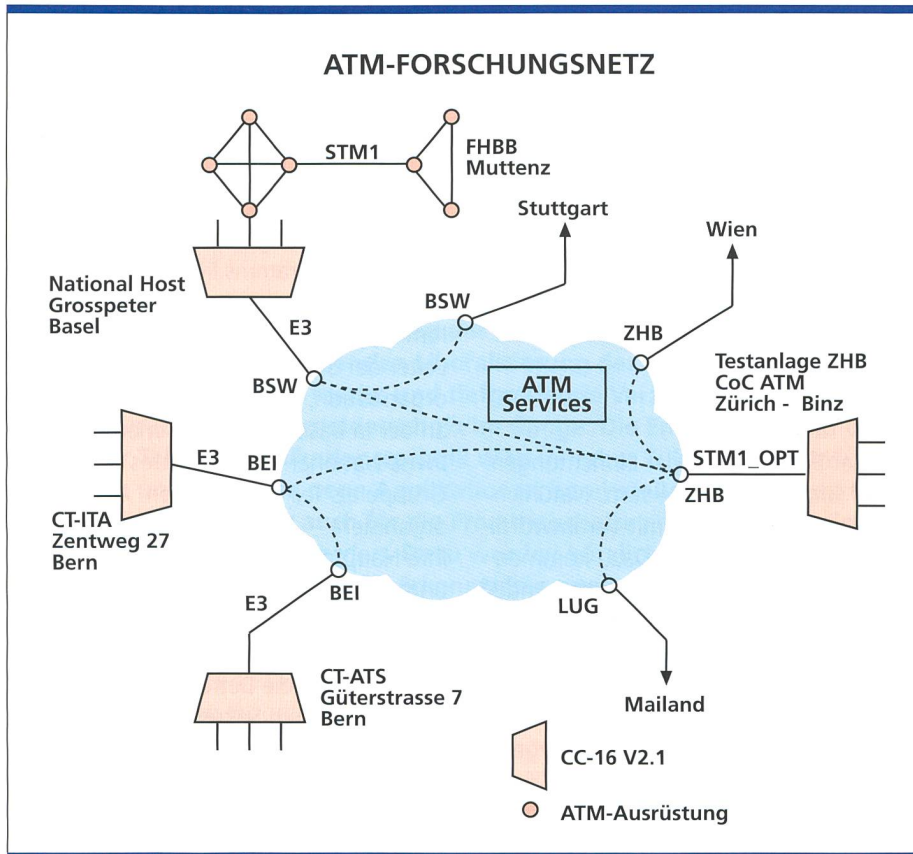 ATM-FORSCHUNGSNETZ
STM1
FHBB
Muttenz
Stuttgart
Wien
National Host
Grosspeter
Basel
E3
BSW
BSW
ZHB
Testanlage ZHB
CoC ATM
Zürich - Binz
ATM
Services
E3
BEI
STM1_OPT
ZHB
CT-ITA
Zentweg 27
Bern
E3
BEI
LUG
CT-ATS
Güterstrasse 7
Bern
Mailand
CC-16 V2.1
ATM-Ausrüstung